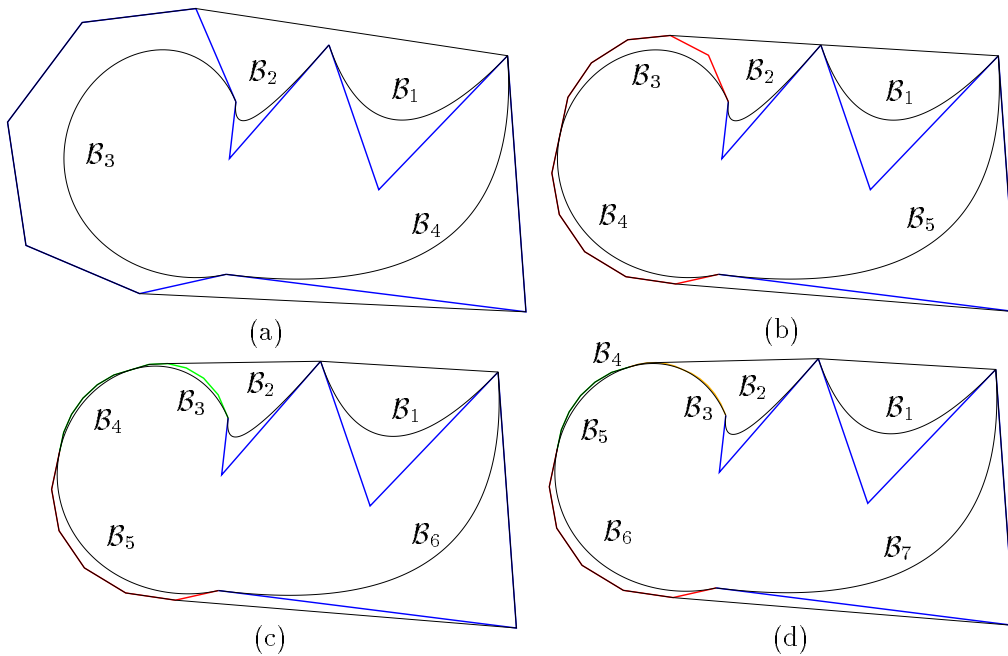 ℬ₂
ℬ₁
ℬ₃
ℬ₄
(a)
ℬ₃
ℬ₂
ℬ₁
ℬ₄
ℬ₅
(b)
ℬ₂
ℬ₃
ℬ₁
ℬ₄
ℬ₅
ℬ₆
(c)
ℬ₄
ℬ₂
ℬ₃
ℬ₁
ℬ₅
ℬ₆
ℬ₇
(d)